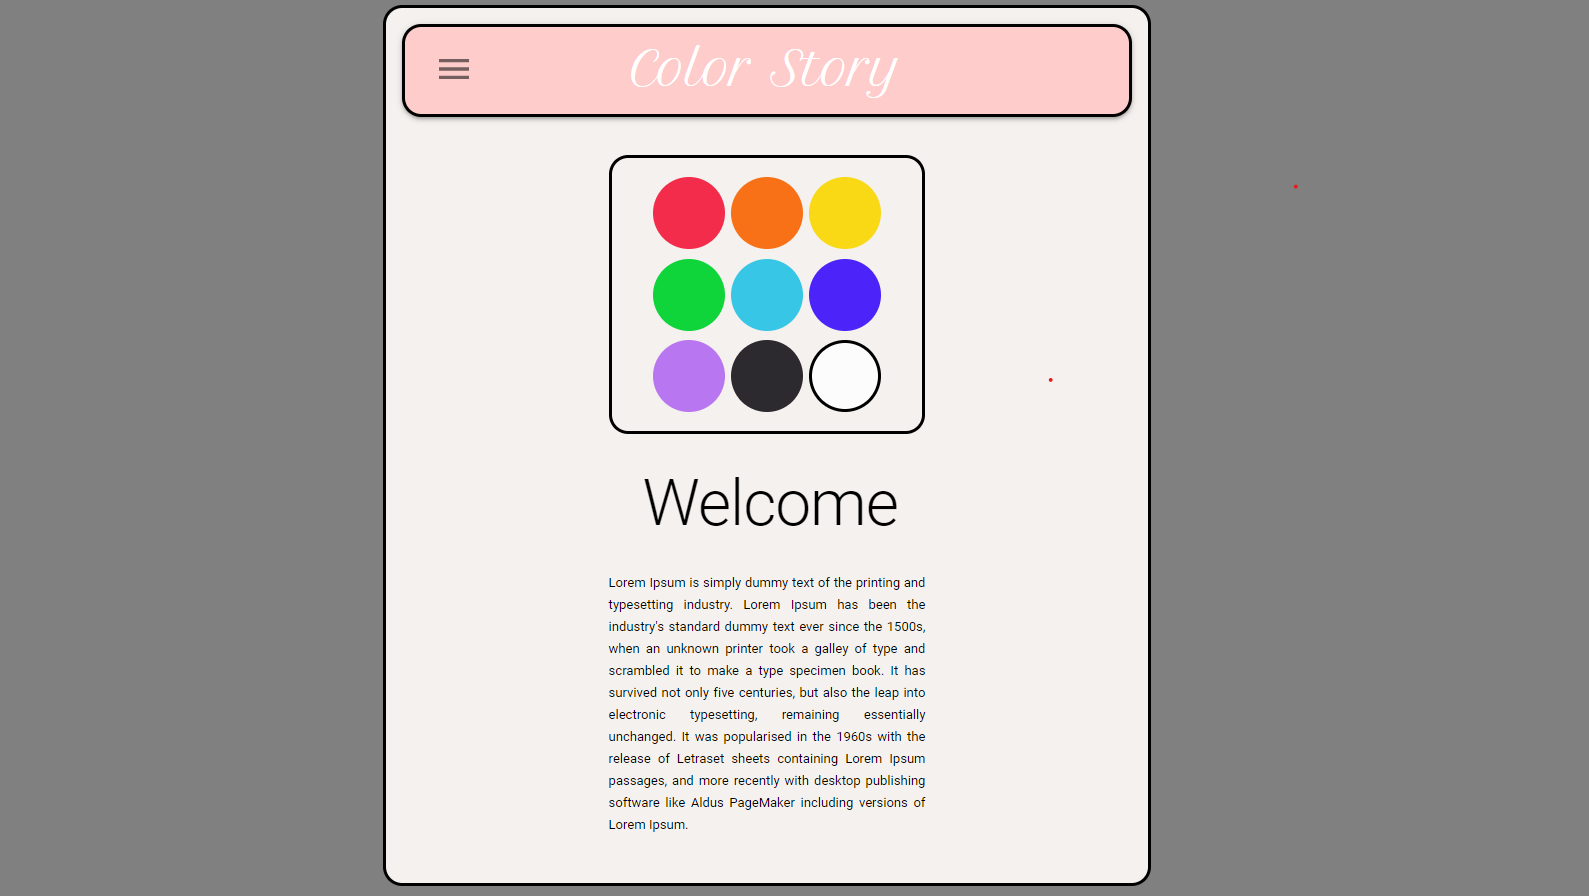 Color Story
Welcome
Lorem Ipsum is simply dummy text of the printing and
typesetting industry. Lorem Ipsum has been the
industry's standard dummy text ever since the 1500s,
when an unknown printer took a galley of type and
scrambled it to make a type specimen book. It has
survived not only five centuries, but also the leap into
electronic typesetting, remaining essentially
unchanged. It was popularised in the 1960s with the
release of Letraset sheets containing Lorem Ipsum
passages, and more recently with desktop publishing
software like Aldus PageMaker including versions of
Lorem Ipsum.